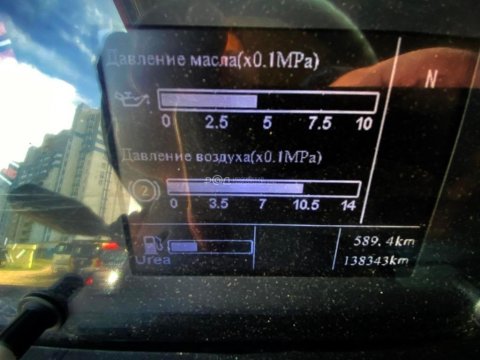 Давление масла(x0.1MPa)
N
0 2.5 5 7.5 10
Давление воздуха(x0.1MPa)
2
0 3.5 7 10.5 14
589.4km
Urea
138343km